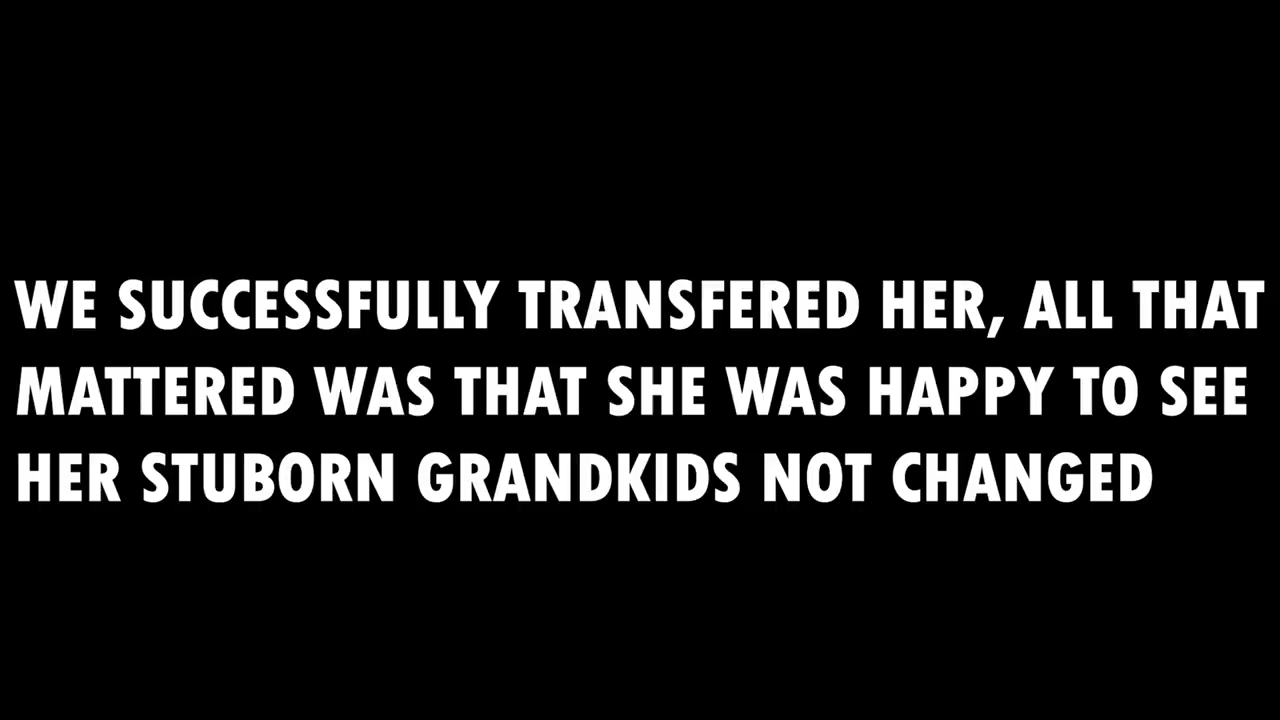 WE SUCCESSFULLY TRANSFERED HER, ALL THAT
MATTERED WAS THAT SHE WAS HAPPY TO SEE
HER STUBORN GRANDKIDS NOT CHANGED